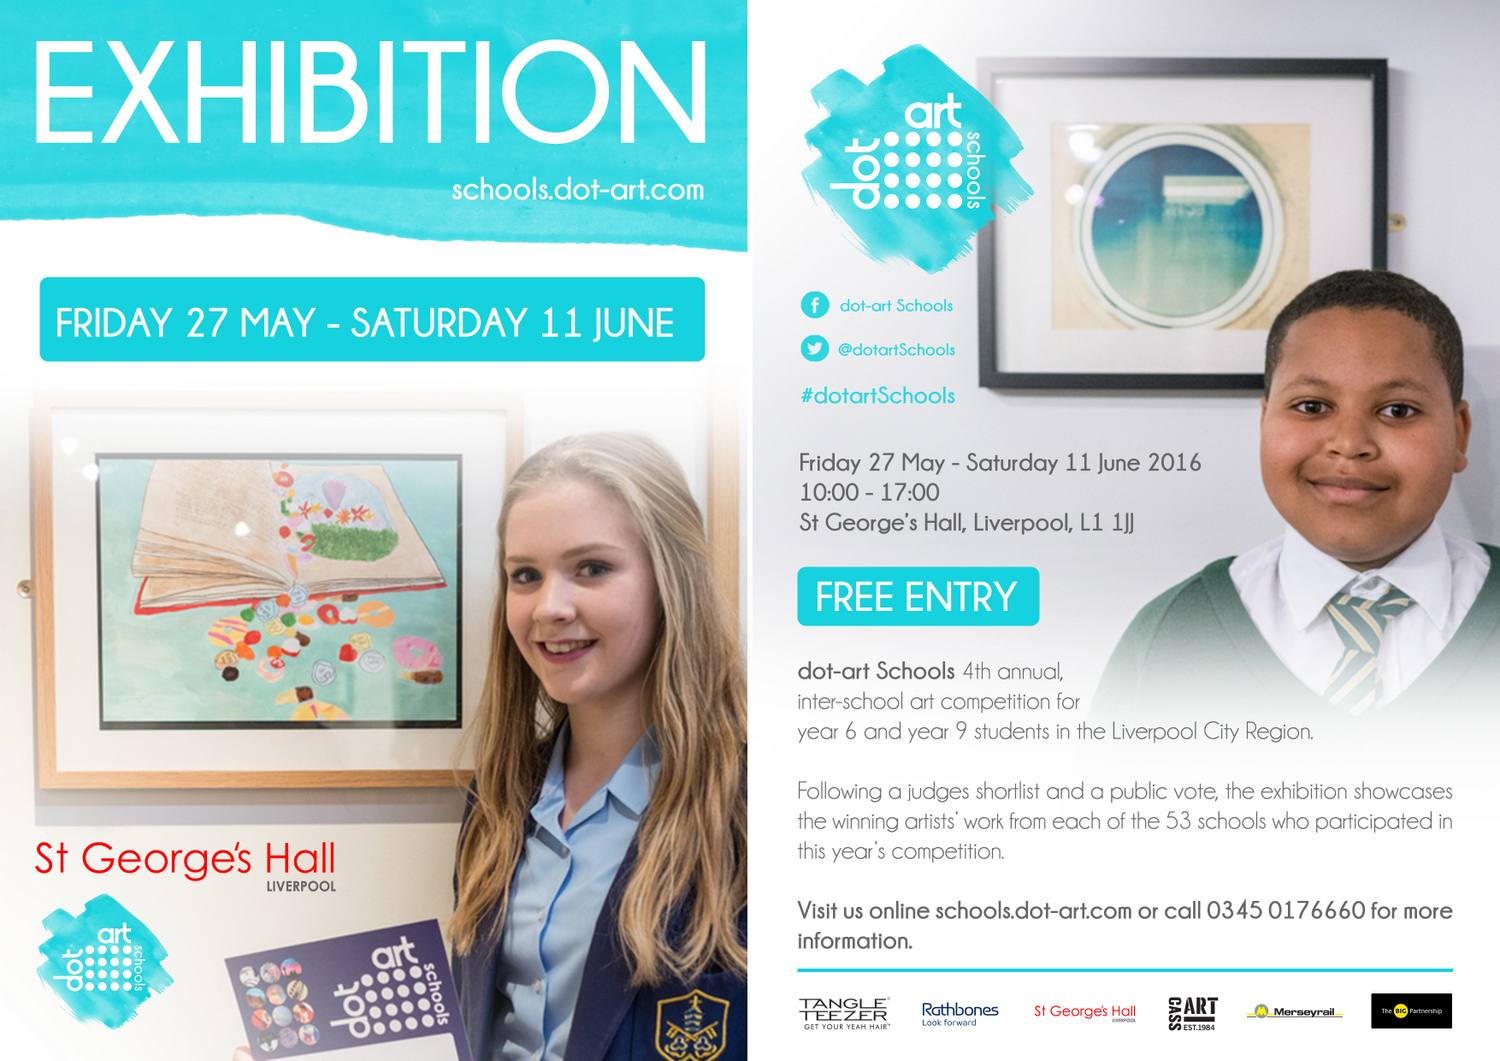 EXHIBITION
schools.dot-art.com
FRIDAY 27 MAY - SATURDAY 11 JUNE
St George's Hall
LIVERPOOL
dot art schools
dot art schools
dot art schools
dot-art Schools
@dotartSchools
#dotartSchools
Friday 27 May - Saturday 11 June 2016
10:00 - 17:00
St George's Hall, Liverpool, L1 1JJ
FREE ENTRY
dot-art Schools 4th annual,
inter-school art competition for
year 6 and year 9 students in the Liverpool City Region.
Following a judges shortlist and a public vote, the exhibition showcases
the winning artists' work from each of the 53 schools who participated in
this year's competition.
Visit us online schools.dot-art.com or call 0345 0176660 for more
information.
TANGLE
TEEZER®
GET YOUR YEAH HAIR™
Rathbones
Look forward
St George's Hall
LIVERPOOL
CASS ART
EST.1984
Merseyrail
The BIG Partnership